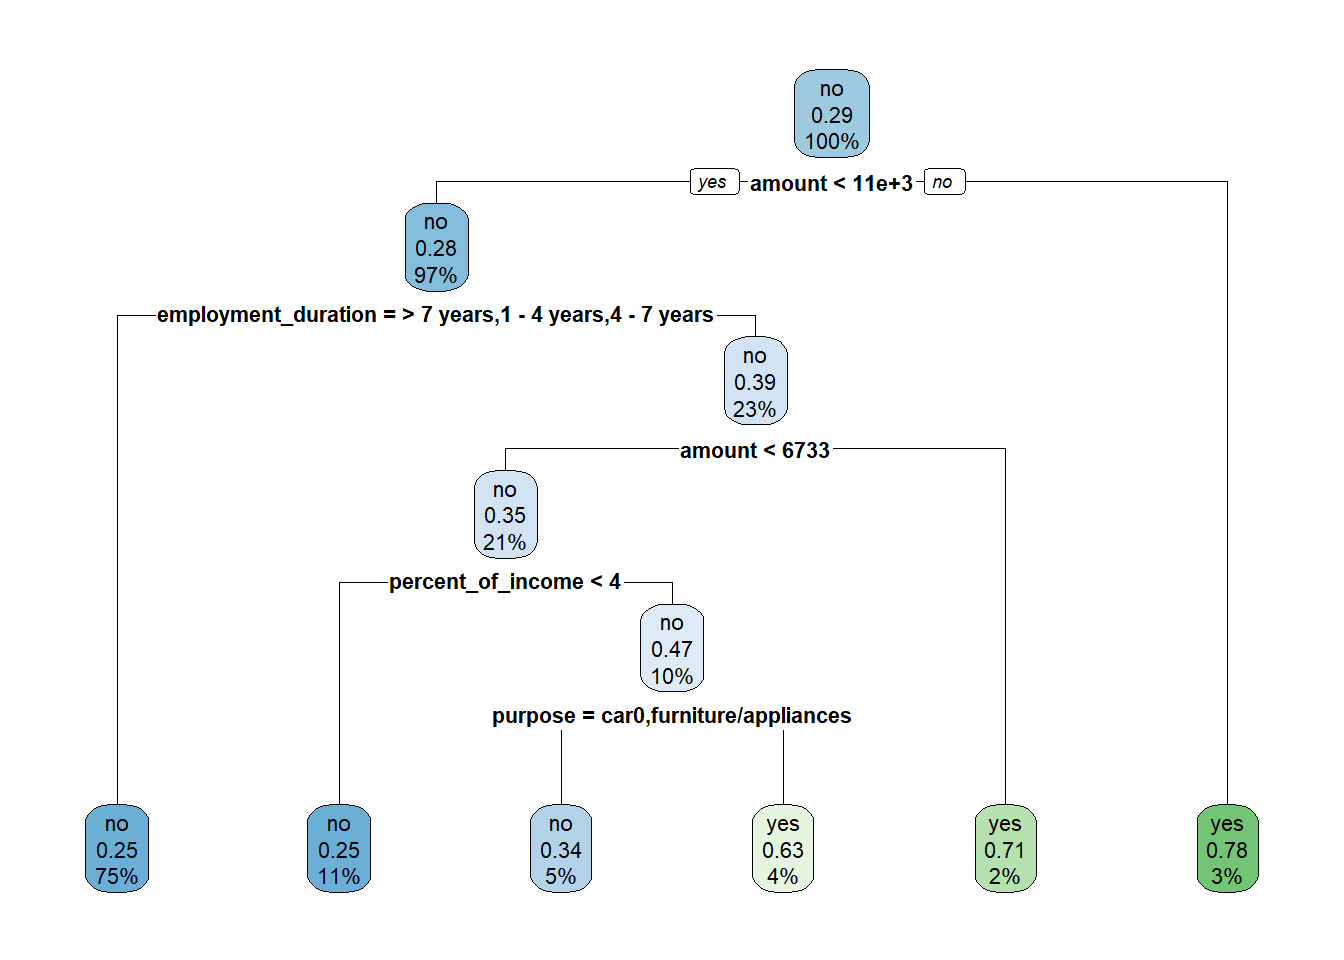 no
0.29
100%
yes amount < 11e+3 no
no
0.28
97%
employment_duration = > 7 years,1 - 4 years,4 - 7 years
no
0.39
23%
amount < 6733
no
0.35
21%
percent_of_income < 4
no
0.47
10%
purpose = car0,furniture/appliances
no
0.25
75%
no
0.25
11%
no
0.34
5%
yes
0.63
4%
yes
0.71
2%
yes
0.78
3%